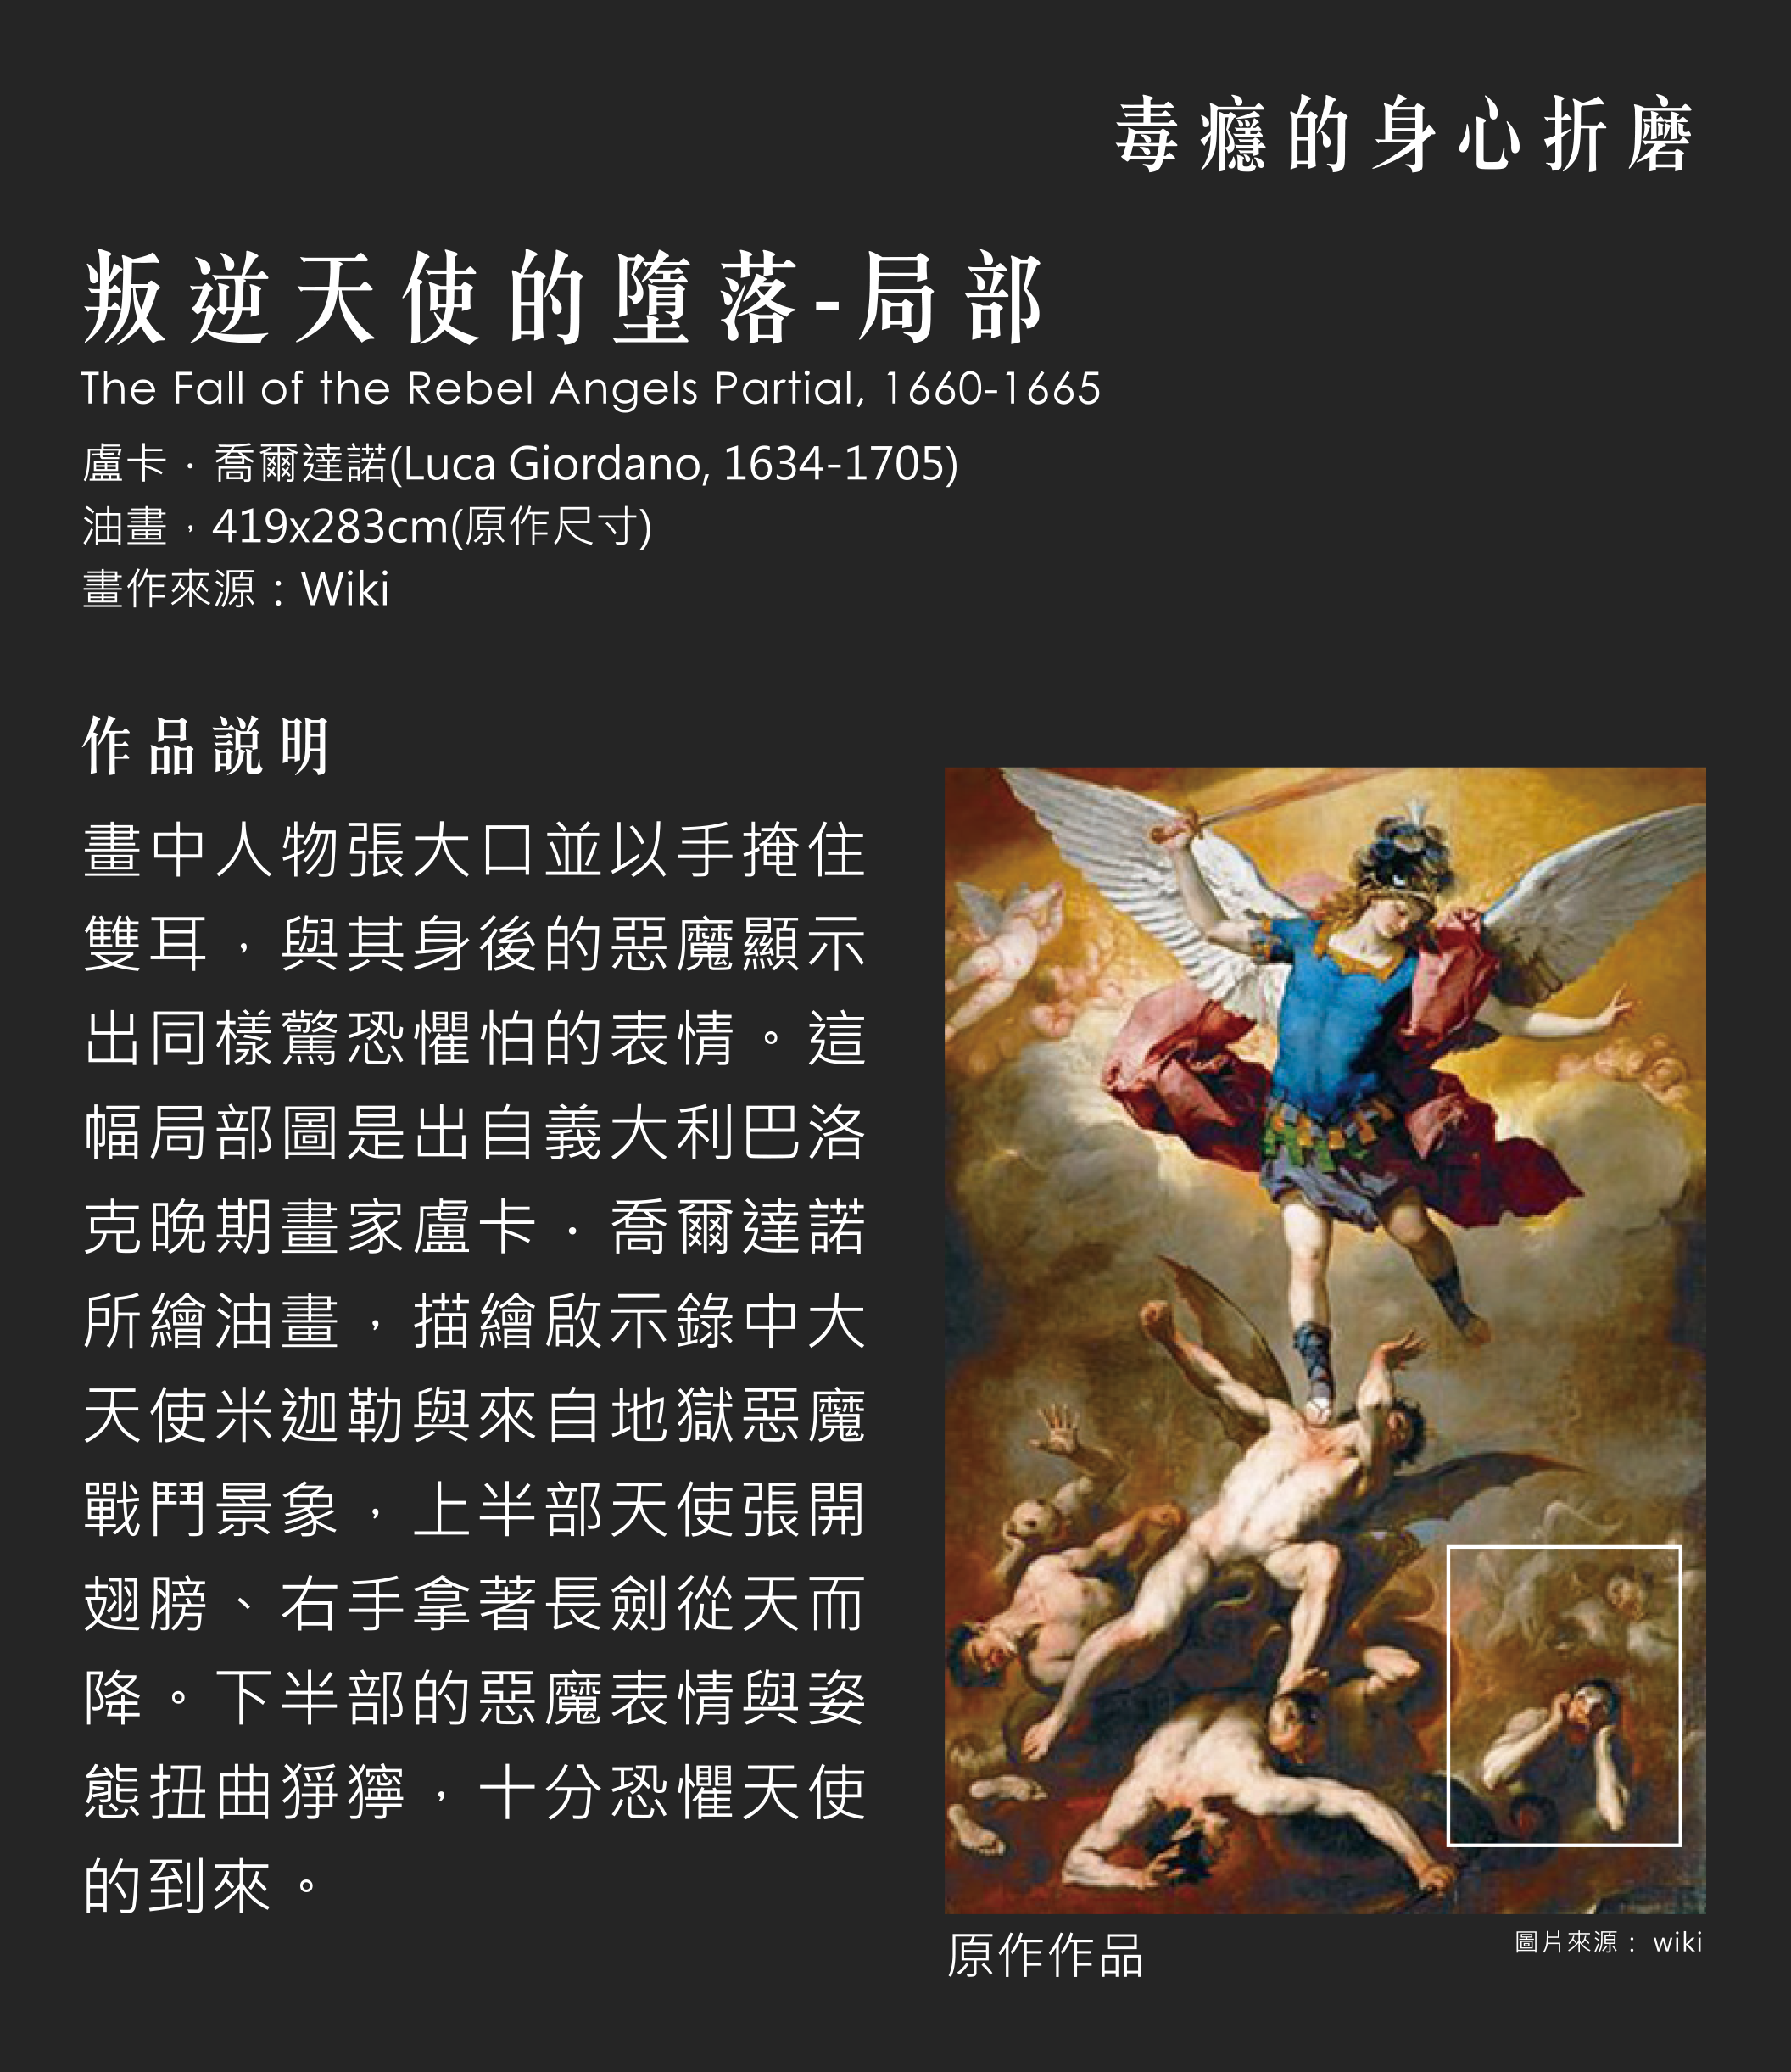 毒癮的身心折磨
叛逆天使的墮落-局部
The Fall of the Rebel Angels Partial, 1660-1665
盧卡．喬爾達諾(Luca Giordano, 1634-1705)
油畫，419x283cm(原作尺寸)
畫作來源：Wiki
作品說明
畫中人物張大口並以手掩住
雙耳，與其身後的惡魔顯示
出同樣驚恐懼怕的表情。這
幅局部圖是出自義大利巴洛
克晚期畫家盧卡．喬爾達諾
所繪油畫，描繪啟示錄中大
天使米迦勒與來自地獄惡魔
戰鬥景象，上半部天使張開
翅膀、右手拿著長劍從天而
降。下半部的惡魔表情與姿
態扭曲猙獰，十分恐懼天使
的到來。
原作作品
圖片來源：wiki